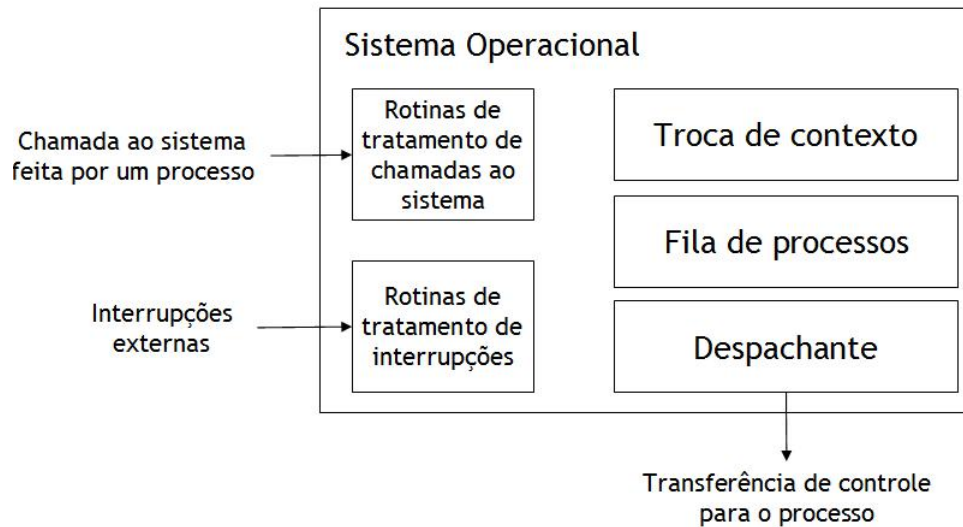 Sistema Operacional
Chamada ao sistema
feita por um processo
Rotinas de
tratamento de
chamadas ao
sistema
Troca de contexto
Fila de processos
Interrupções
externas
Rotinas de
tratamento de
interrupções
Despachante
Transferência de controle
para o processo